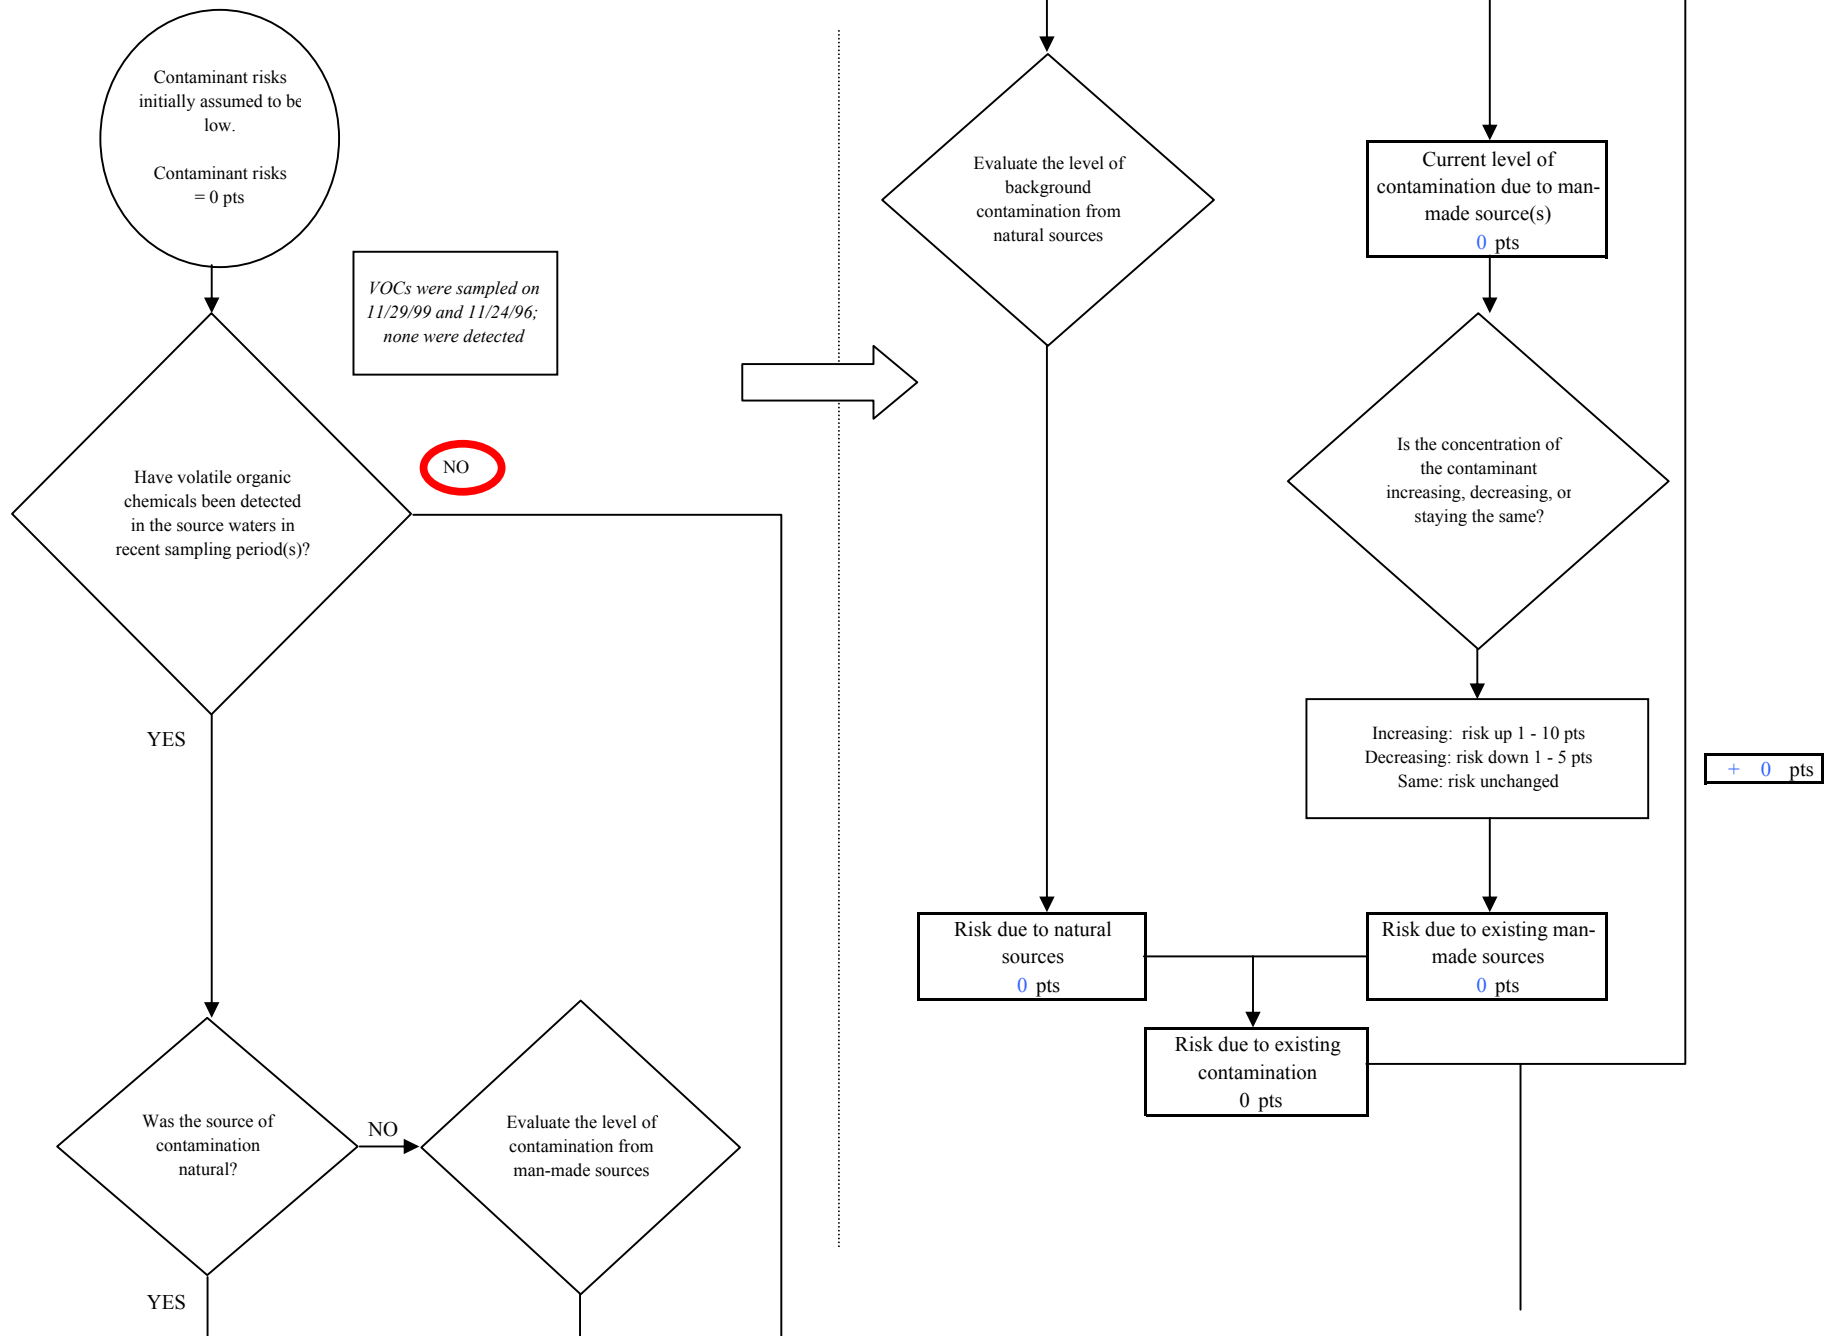 Contaminant risks
initially assumed to be
low.
Contaminant risks
= 0 pts
VOCs were sampled on
11/29/99 and 11/24/96;
none were detected
NO
Have volatile organic
chemicals been detected
in the source waters in
recent sampling period(s)?
YES
Was the source of
contamination
natural?
NO
Evaluate the level of
contamination from
man-made sources
YES
Evaluate the level of
background
contamination from
natural sources
Current level of
contamination due to man-
made source(s)
0 pts
Is the concentration of
the contaminant
increasing, decreasing, or
staying the same?
Increasing: risk up 1 - 10 pts
Decreasing: risk down 1 - 5 pts
Same: risk unchanged
+ 0 pts
Risk due to natural
sources
0 pts
Risk due to existing man-
made sources
0 pts
Risk due to existing
contamination
0 pts